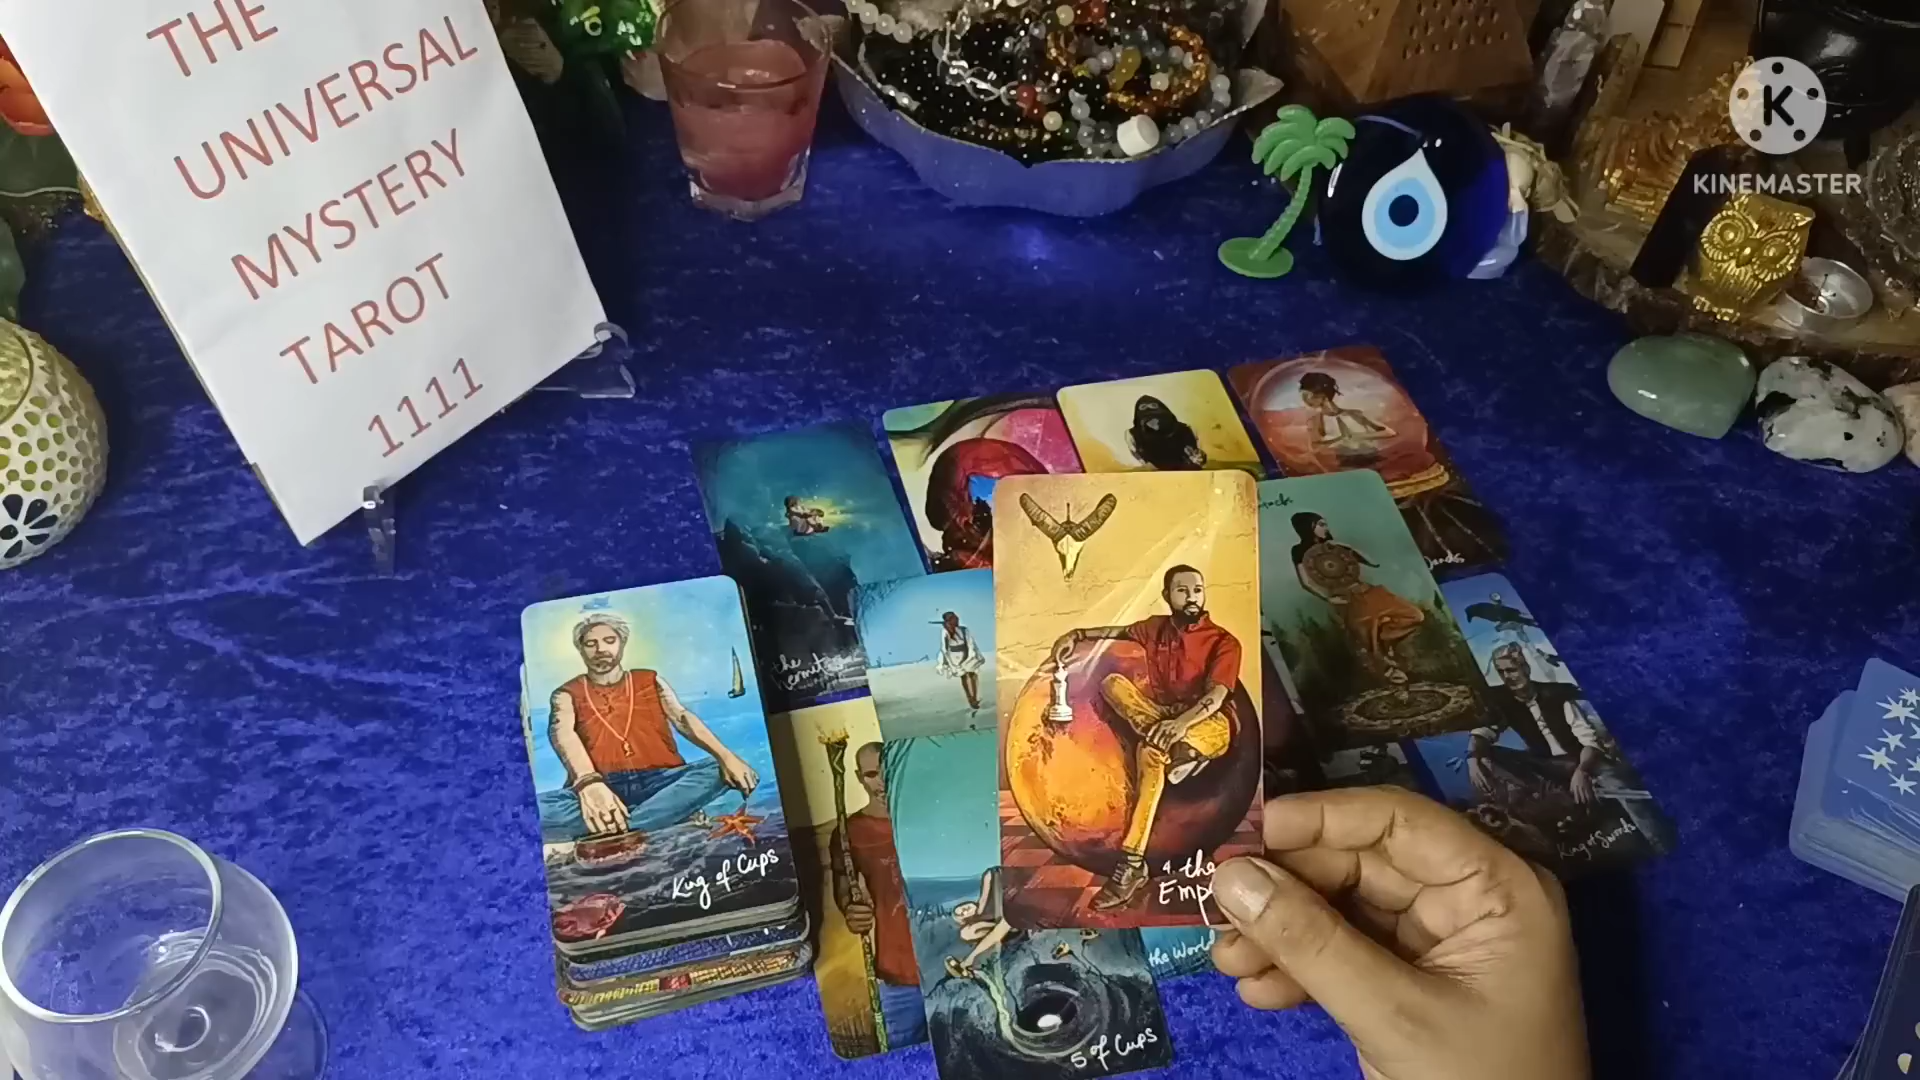 THE
UNIVERSAL
MYSTERY
TAROT
1111
K
KINEMASTER
the
King of Cups
4. the
Emp
King of Swords
the World
5 of Cups